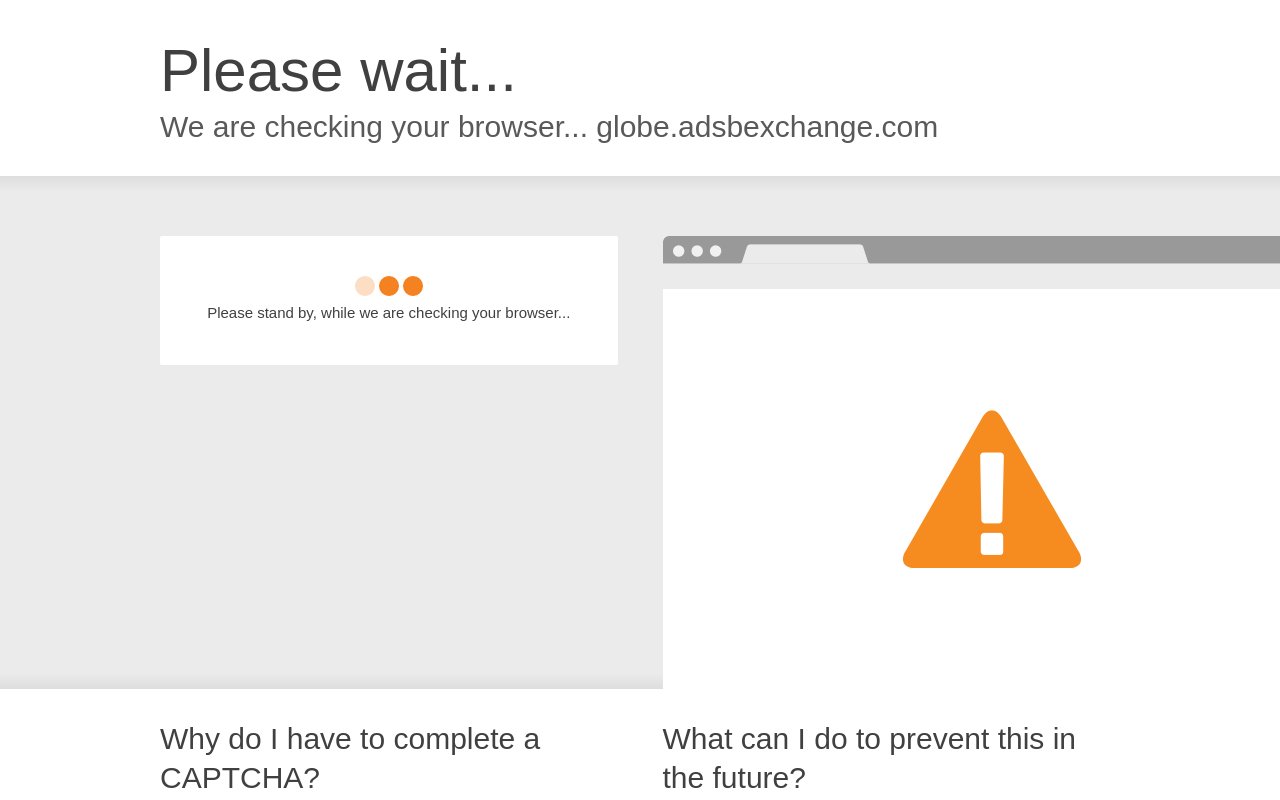 Please wait...
We are checking your browser... globe.adsbexchange.com
Please stand by, while we are checking your browser...
Why do I have to complete a
CAPTCHA?
What can I do to prevent this in
the future?